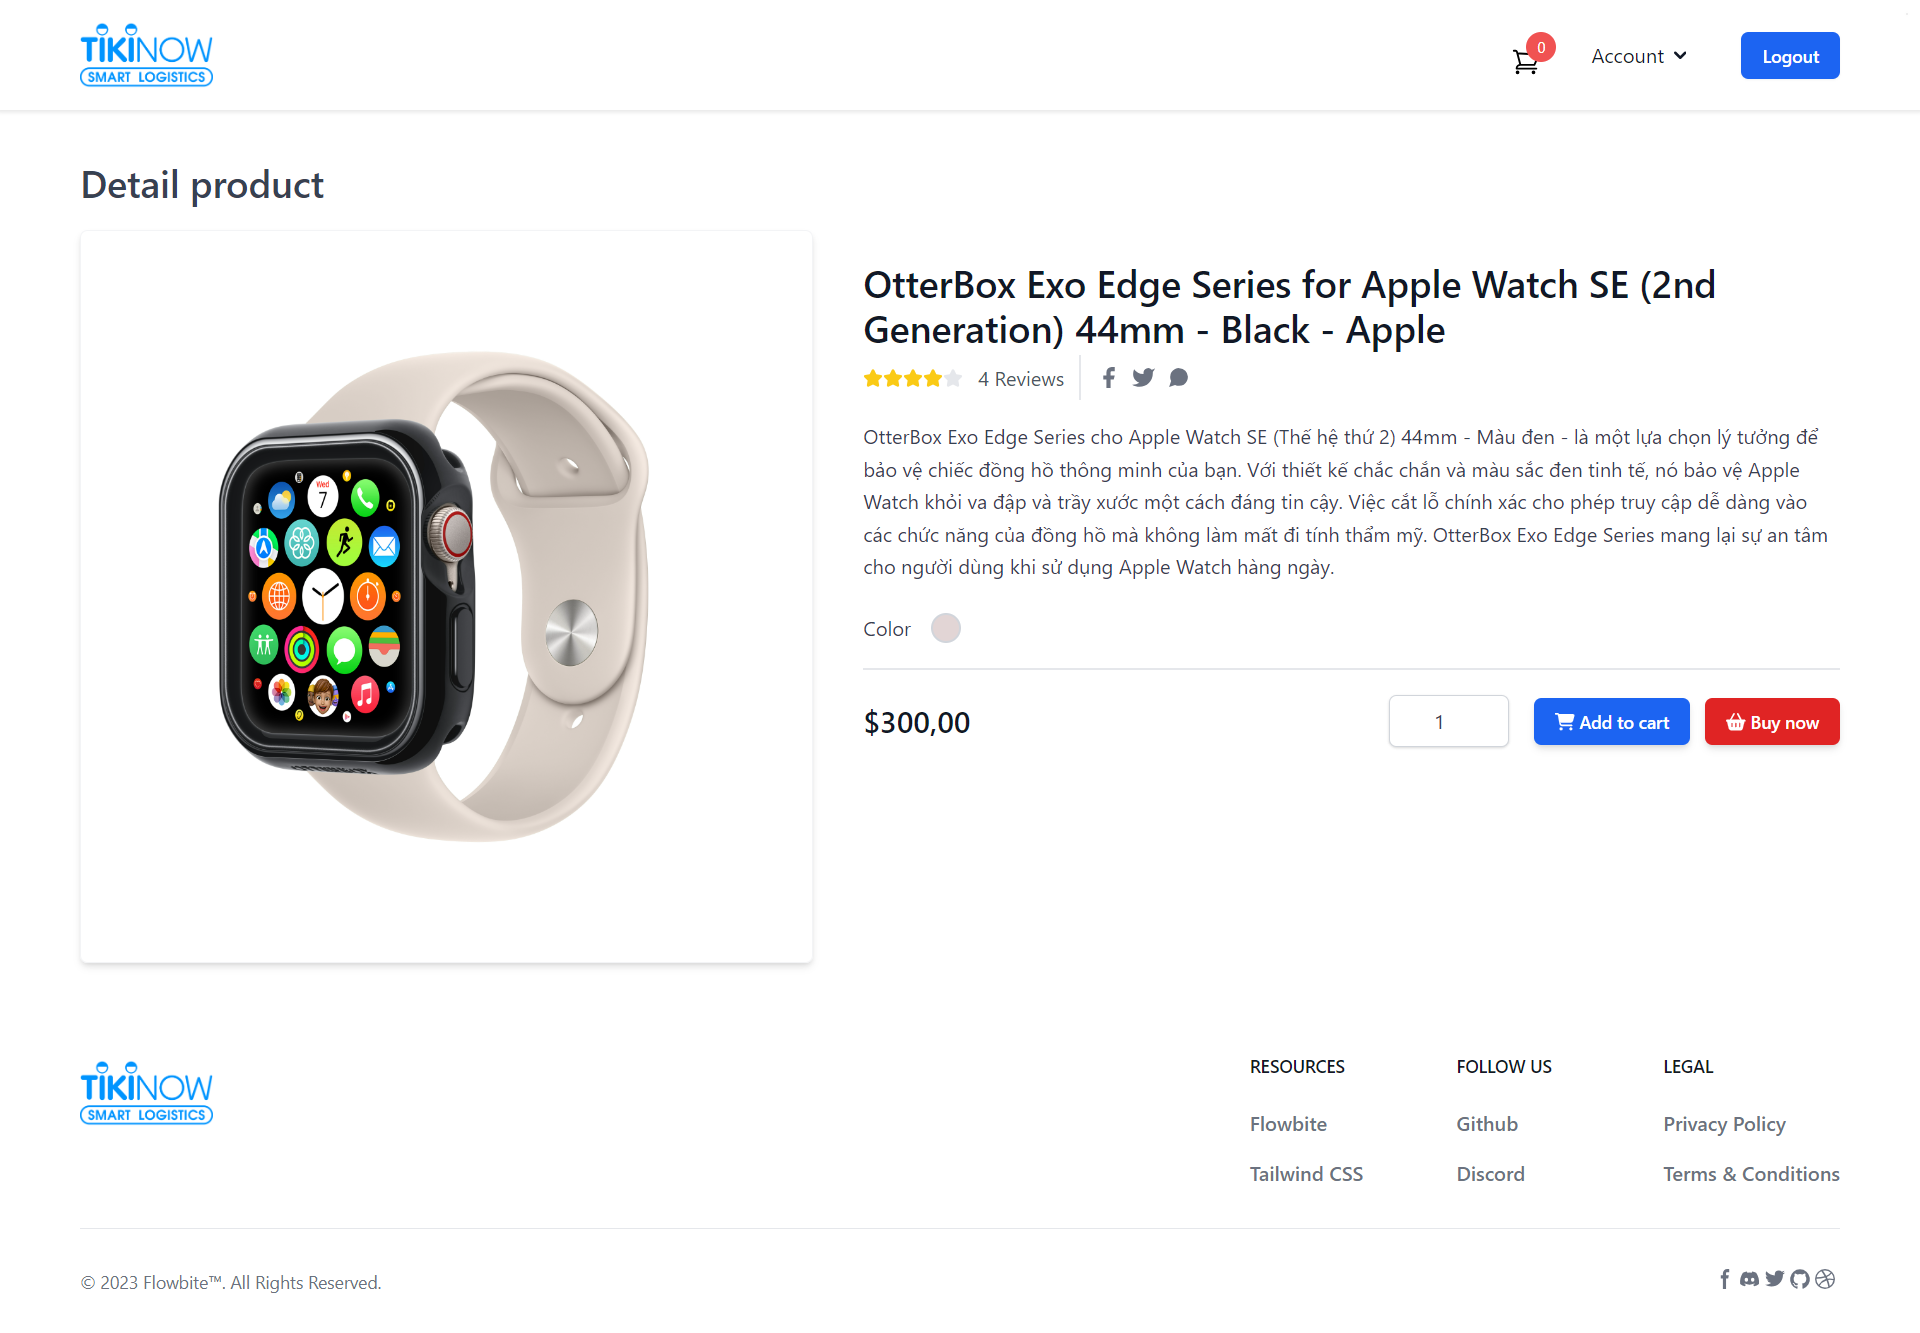 TIKINOW
SMART LOGISTICS
0
Account
Logout
Detail product
Wed
7
OtterBox Exo Edge Series for Apple Watch SE (2nd
Generation) 44mm - Black - Apple
4 Reviews
OtterBox Exo Edge Series cho Apple Watch SE (Thế hệ thứ 2) 44mm - Màu đen - là một lựa chọn lý tưởng để
bảo vệ chiếc đồng hồ thông minh của bạn. Với thiết kế chắc chắn và màu sắc đen tinh tế, nó bảo vệ Apple
Watch khỏi va đập và trầy xước một cách đáng tin cậy. Việc cắt lỗ chính xác cho phép truy cập dễ dàng vào
các chức năng của đồng hồ mà không làm mất đi tính thẩm mỹ. OtterBox Exo Edge Series mang lại sự an tâm
cho người dùng khi sử dụng Apple Watch hàng ngày.
Color
$300,00
1
Add to cart
Buy now
TIKINOW
SMART LOGISTICS
RESOURCES
FOLLOW US
LEGAL
Flowbite
Github
Privacy Policy
Tailwind CSS
Discord
Terms & Conditions
© 2023 Flowbite™. All Rights Reserved.